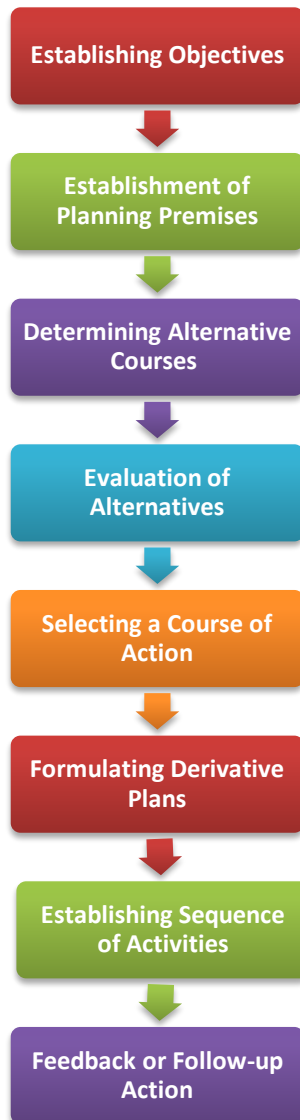 Establishing Objectives
Establishment of
Planning Premises
Determining Alternative
Courses
Evaluation of
Alternatives
Selecting a Course of
Action
Formulating Derivative
Plans
Establishing Sequence
of Activities
Feedback or Follow-up
Action